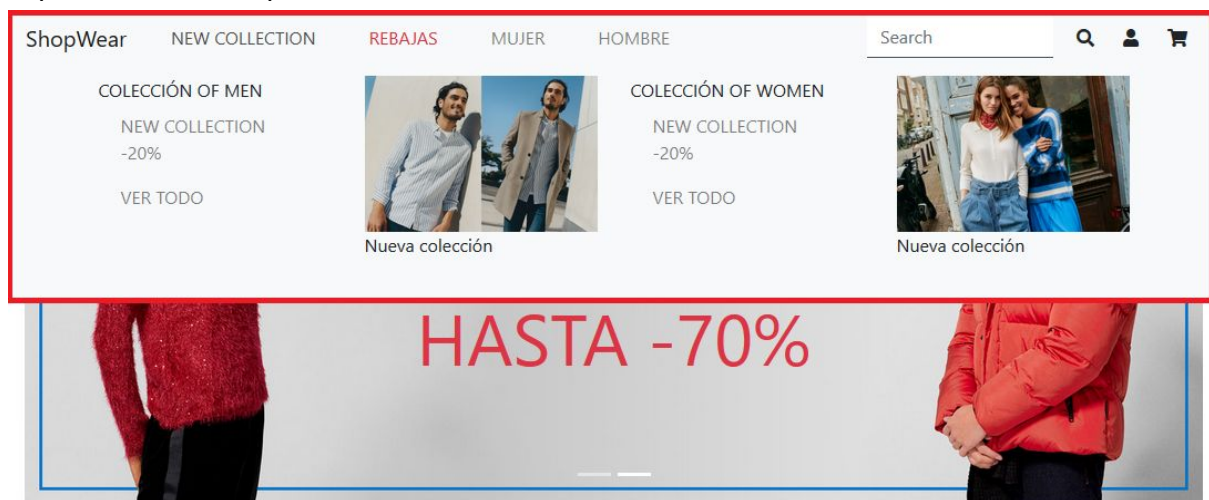 ShopWear NEW COLLECTION REBAJAS MUJER HOMBRE Search
COLECCIÓN OF MEN
NEW COLLECTION
-20%
VER TODO
Nueva colección
COLECCIÓN OF WOMEN
NEW COLLECTION
-20%
VER TODO
Nueva colección
HASTA -70%